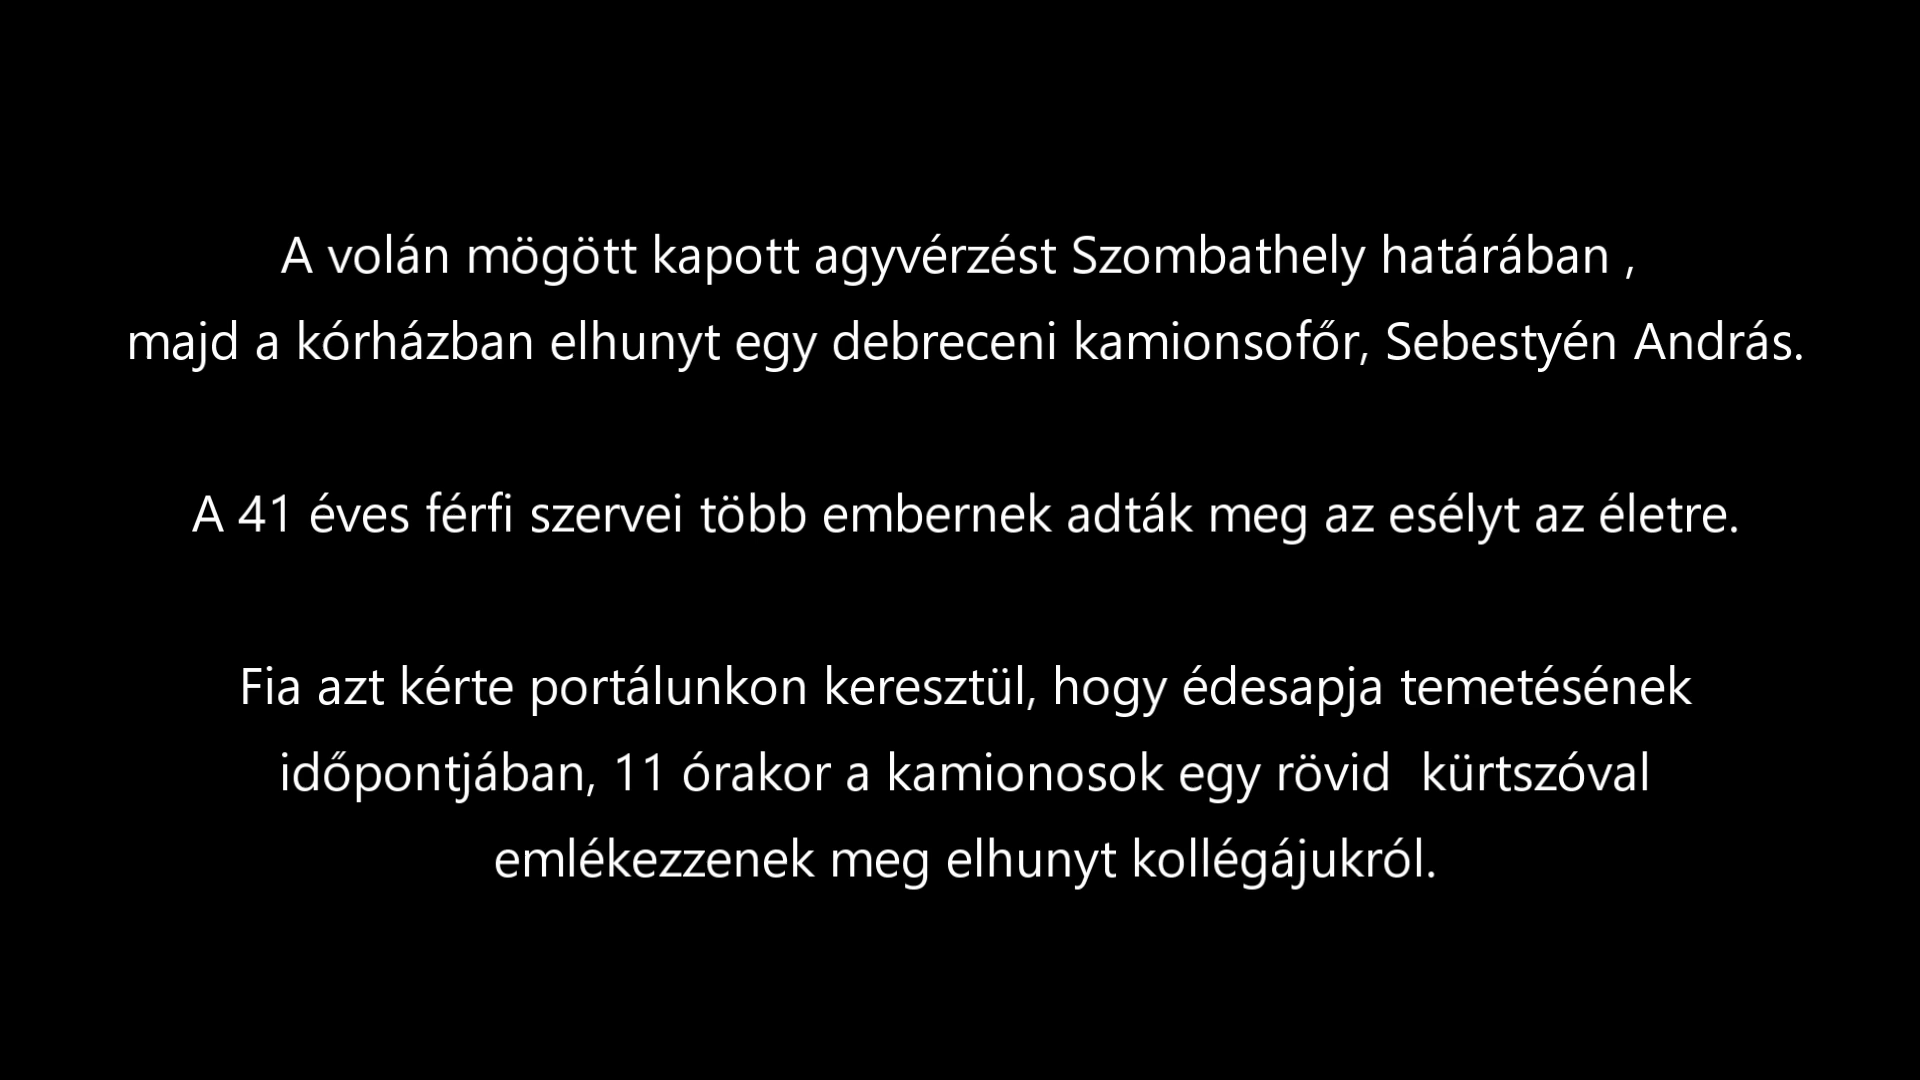 A volán mögött kapott agyvérzést Szombathely határában ,
majd a kórházban elhunyt egy debreceni kamionsofőr, Sebestyén András.
A 41 éves férfi szervei több embernek adták meg az esélyt az életre.
Fia azt kérte portálunkon keresztül, hogy édesapja temetésének
időpontjában, 11 órakor a kamionosok egy rövid  kürtszóval
emlékezzenek meg elhunyt kollégájukról.